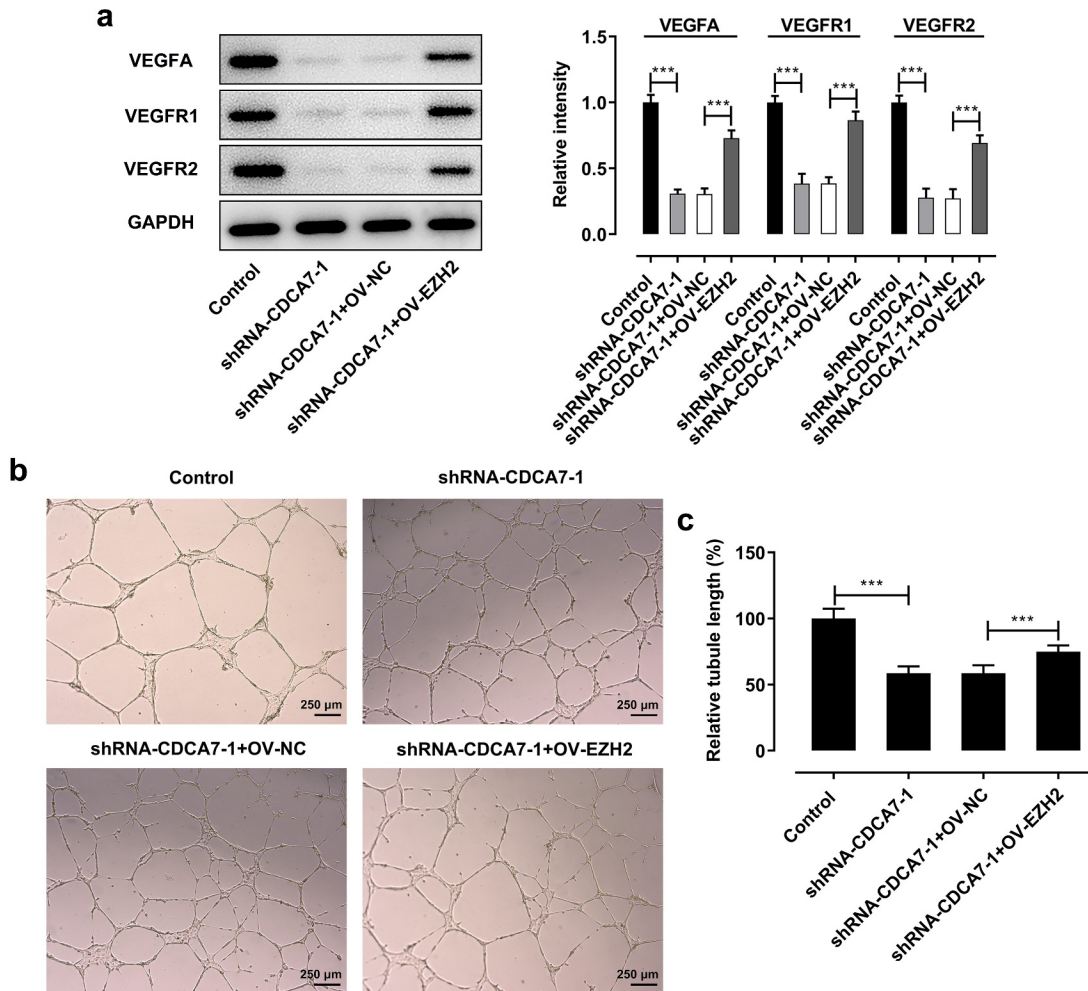 a
VEGFA
VEGFR1
VEGFR2
GAPDH
Control
shRNA-CDCA7-1
shRNA-CDCA7-1+OV-NC
shRNA-CDCA7-1+OV-EZH2
VEGFA
VEGFR1
VEGFR2
Relative intensity
1.5
1.0
0.5
0.0
***
***
***
***
***
***
Control
shRNA-CDCA7-1
shRNA-CDCA7-1+OV-NC
shRNA-CDCA7-1+OV-EZH2
Control
shRNA-CDCA7-1
shRNA-CDCA7-1+OV-NC
shRNA-CDCA7-1+OV-EZH2
Control
shRNA-CDCA7-1
shRNA-CDCA7-1+OV-NC
shRNA-CDCA7-1+OV-EZH2
b
Control
250 μm
shRNA-CDCA7-1
250 μm
shRNA-CDCA7-1+OV-NC
250 μm
shRNA-CDCA7-1+OV-EZH2
250 μm
c
Relative tubule length (%)
150
100
50
0
***
***
Control
shRNA-CDCA7-1
shRNA-CDCA7-1+OV-NC
shRNA-CDCA7-1+OV-EZH2